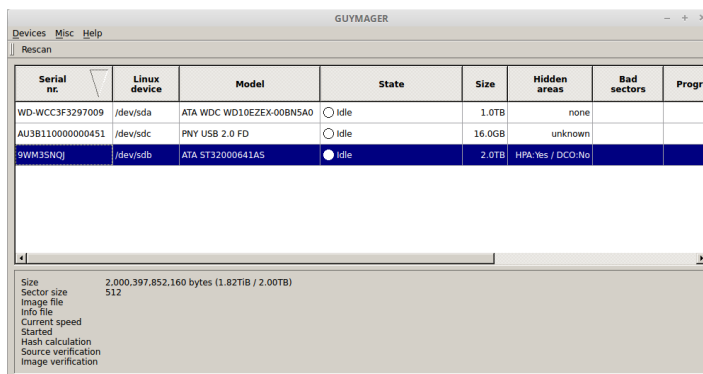 GUYMAGER
Devices Misc Help
Rescan
Serial nr. Linux device Model State Size Hidden areas Bad sectors Progr
WD-WCC3F3297009 /dev/sda ATA WDC WD10EZEX-00BN5A0 Idle 1.0TB none
AU3B110000000451 /dev/sdc PNY USB 2.0 FD Idle 16.0GB unknown
9WM3SNQJ /dev/sdb ATA ST32000641AS Idle 2.0TB HPA:Yes / DCO:No
Size 2,000,397,852,160 bytes (1.82TiB / 2.00TB)
Sector size 512
Image file
Info file
Current speed
Started
Hash calculation
Source verification
Image verification